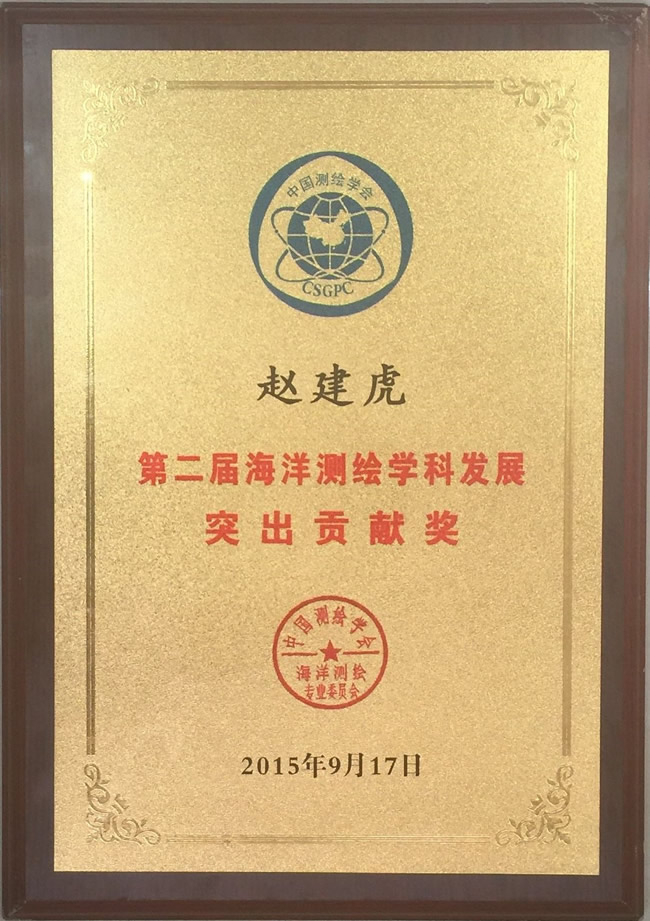 中国测绘学会
CSGPC
赵建虎
第二届海洋测绘学科发展
突出贡献奖
中国测绘学会
海洋测绘
专业委员会
2015年9月17日